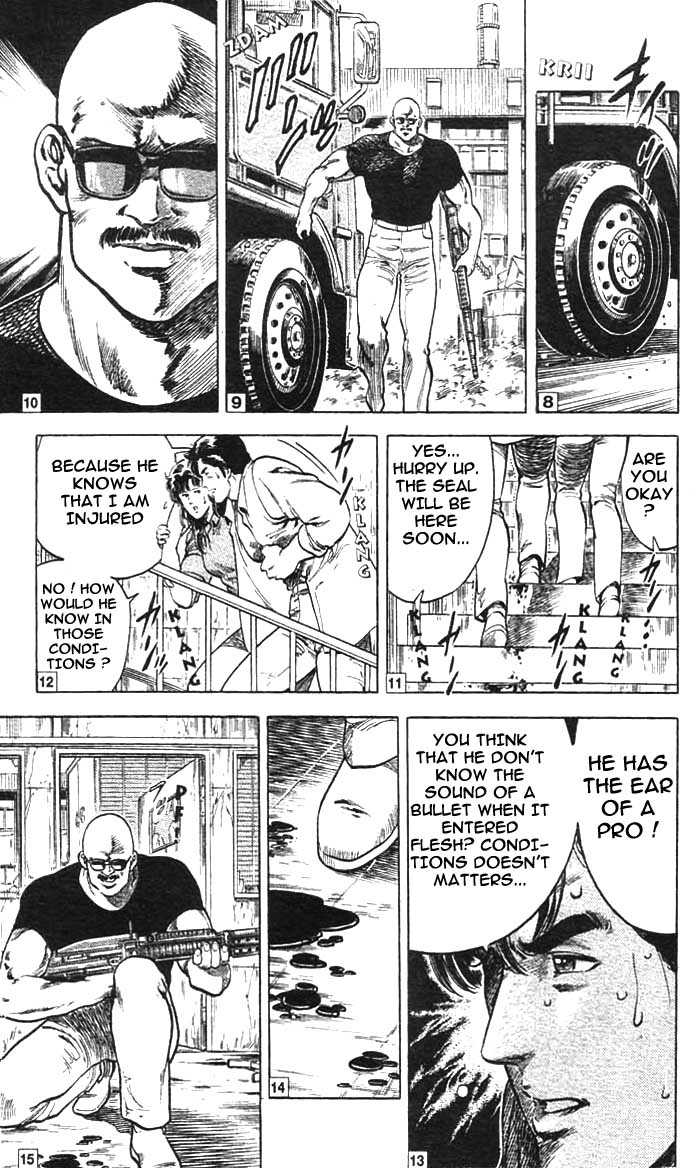 KRII
8
ZDAM
9
10
ARE
YOU
OKAY
?
YES...
HURRY UP.
THE SEAL
WILL BE
HERE
SOON...
KLANG
KLANG
KLANG
11
BECAUSE HE
KNOWS
THAT I AM
INJURED
KLANG
NO ! HOW
WOULD HE
KNOW IN
THOSE
CONDI-
TIONS ?
KLANG
12
HE HAS
THE EAR
OF A
PRO !
YOU THINK
THAT HE DON'T
KNOW THE
SOUND OF A
BULLET WHEN IT
ENTERED
FLESH? CONDI-
TIONS DOESN'T
MATTERS...
13
14
15